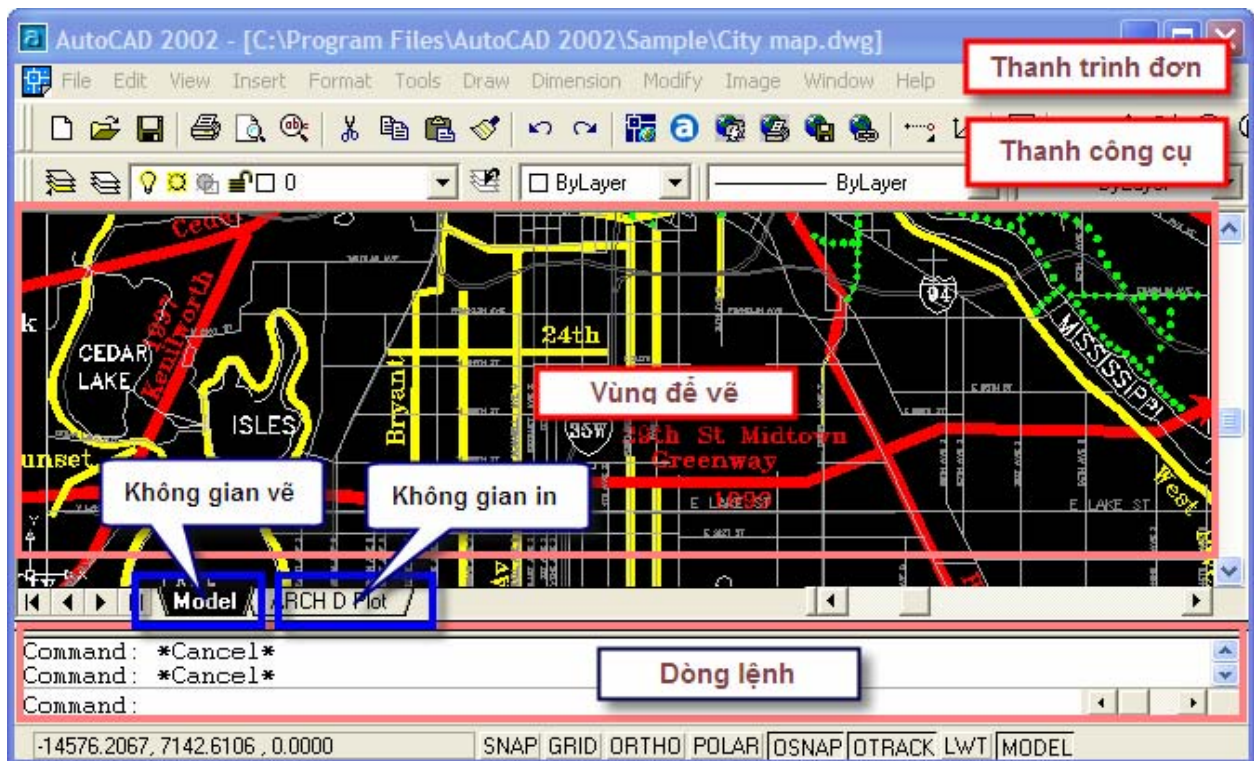 AutoCAD 2002 - [C:\Program Files\AutoCAD 2002\Sample\City map.dwg]
File Edit View Insert Format Tools Draw Dimension Modify Image Window Help
Thanh trình đơn
Thanh công cụ
0
ByLayer
ByLayer
ByLayer
Kenilworth
94
k
CEDAR
LAKE
ISLES
24th
Bryant
Vùng để vẽ
MISSISSIPPI
35W
29th St Midtown
Greenway
1999
unset
West
E LAKE ST
E LAKE ST
Không gian vẽ
Không gian in
Y
X
Model
ARCH D Plot
Command: *Cancel*
Command: *Cancel*
Command:
Dòng lệnh
-14576.2067, 7142.6106 , 0.0000
SNAP GRID ORTHO POLAR OSNAP OTRACK LWT MODEL